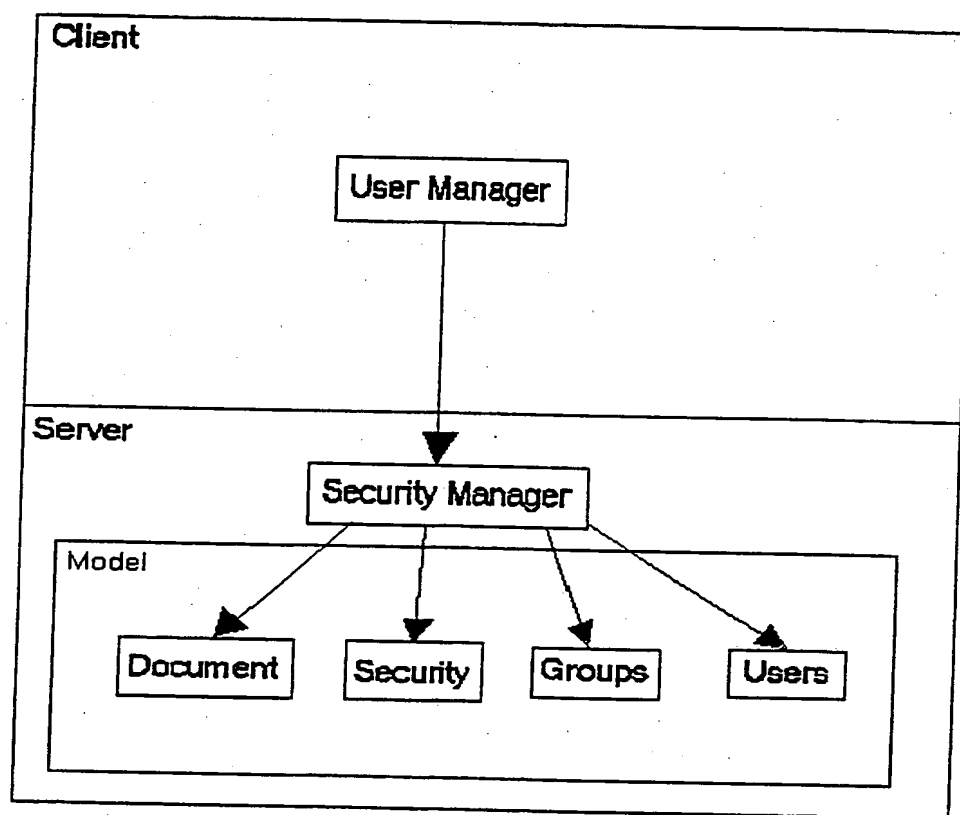 Client
User Manager
Server
Security Manager
Model
Document
Security
Groups
Users